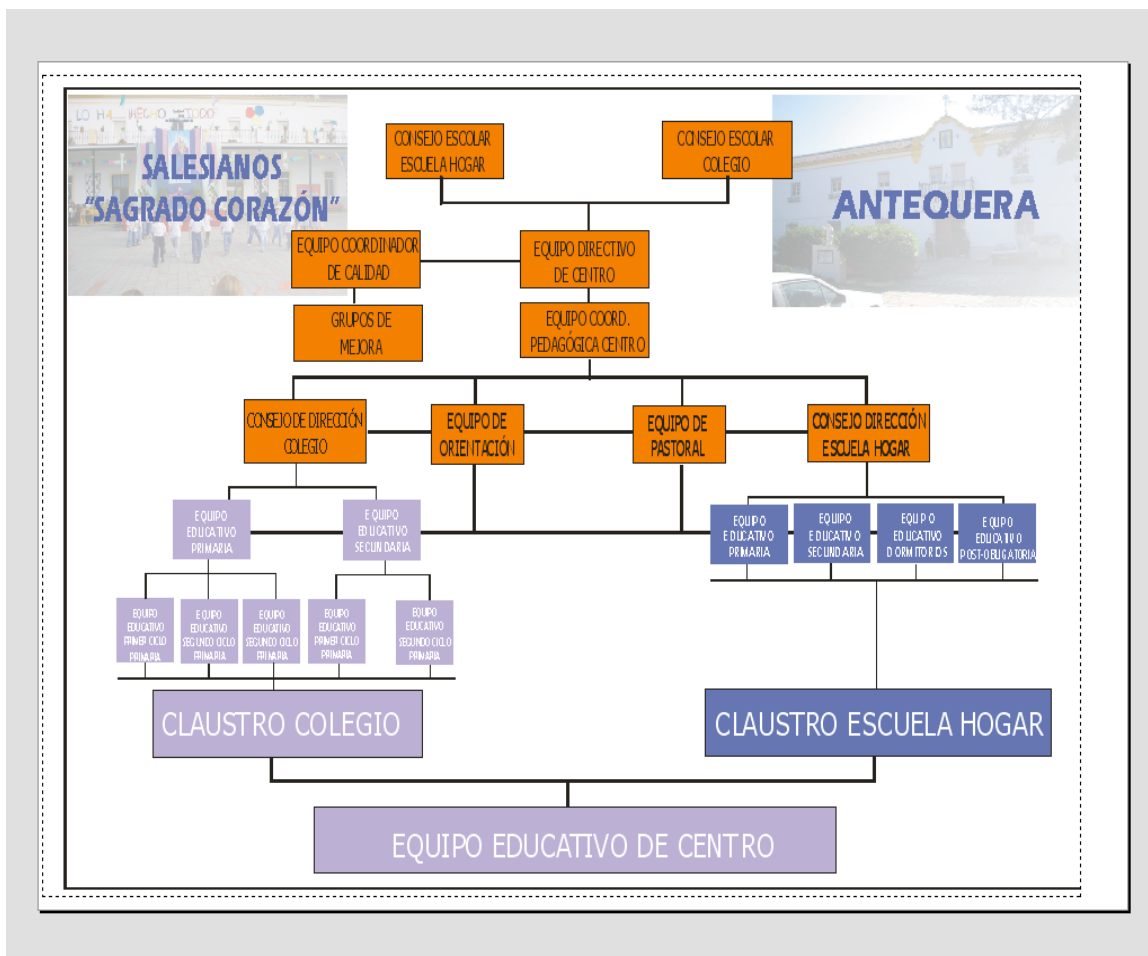 LO HA HECHO TODO
SALESIANOS
"SAGRADO CORAZÓN"
CONSEJO ESCOLAR
ESCUELA HOGAR
CONSEJO ESCOLAR
COLEGIO
ANTEQUERA
EQUIPO COORDINADOR
DE CALIDAD
EQUIPO DIRECTIVO
DE CENTRO
GRUPOS DE
MEJORA
EQUIPO COORD.
PEDAGÓGICA CENTRO
CONSEJO DE DIRECCIÓN
COLEGIO
EQUIPO DE
ORIENTACIÓN
EQUIPO DE
PASTORAL
CONSEJO DIRECCIÓN
ESCUELA HOGAR
EQUIPO
EDUCATIVO
PRIMARIA
EQUIPO
EDUCATIVO
SECUNDARIA
EQUIPO
EDUCATIVO
PRIMARIA
EQUIPO
EDUCATIVO
SECUNDARIA
EQUIPO
EDUCATIVO
DORMITORIOS
EQUIPO
EDUCATIVO
POST-OBLIGATORIA
EQUIPO
EDUCATIVO
PRIMER CICLO
PRIMARIA
EQUIPO
EDUCATIVO
SEGUNDO CICLO
PRIMARIA
EQUIPO
EDUCATIVO
SEGUNDO CICLO
PRIMARIA
EQUIPO
EDUCATIVO
PRIMER CICLO
PRIMARIA
EQUIPO
EDUCATIVO
SEGUNDO CICLO
PRIMARIA
CLAUSTRO COLEGIO
CLAUSTRO ESCUELA HOGAR
EQUIPO EDUCATIVO DE CENTRO